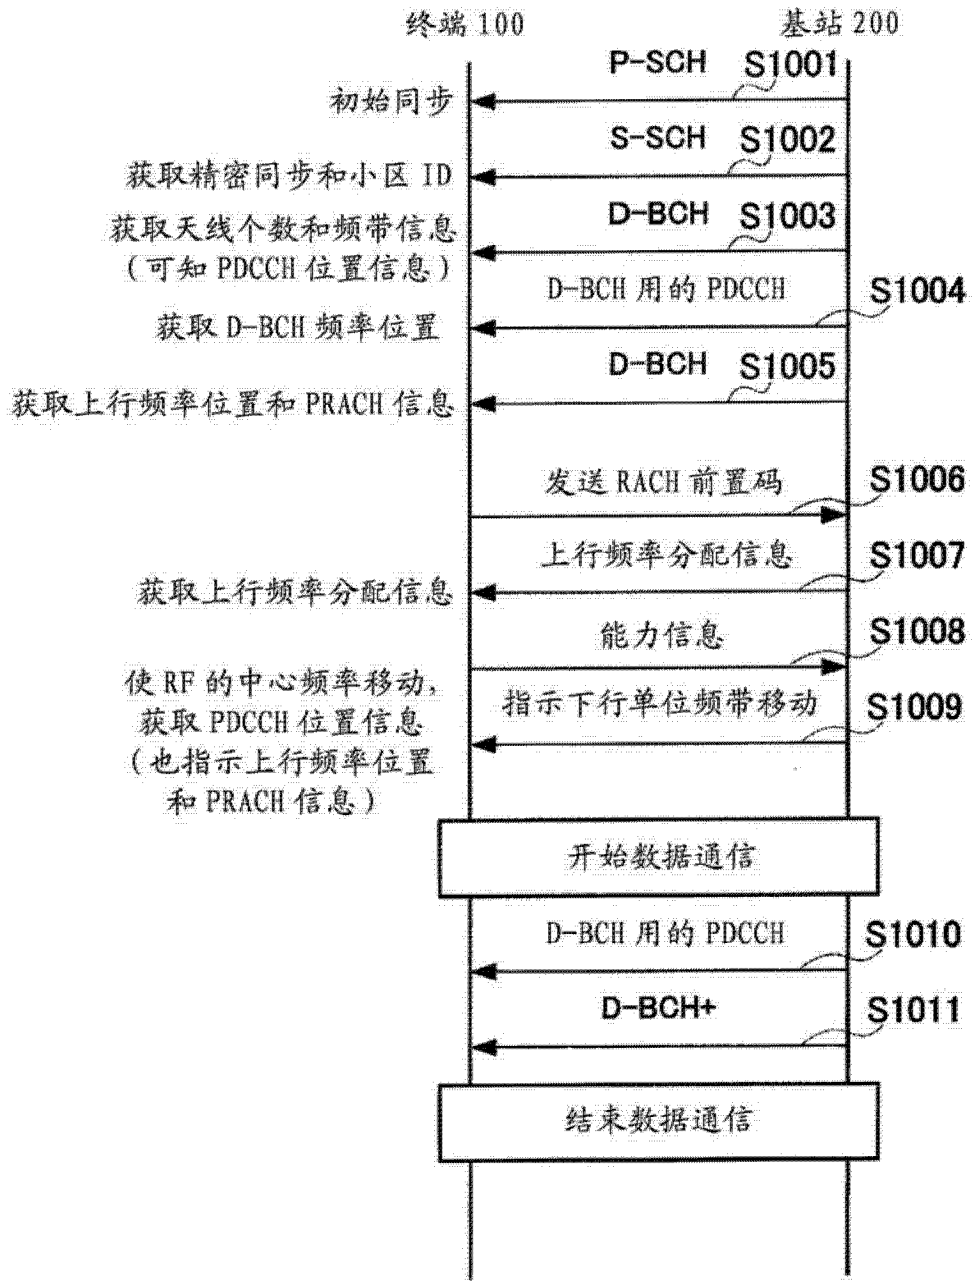 终端100 基站200
P-SCH S1001
初始同步
S-SCH S1002
获取精密同步和小区 ID
D-BCH S1003
获取天线个数和频带信息
(可知 PDCCH 位置信息)
D-BCH 用的 PDCCH S1004
获取 D-BCH 频率位置
D-BCH S1005
获取上行频率位置和 PRACH 信息
发送 RACH 前置码 S1006
上行频率分配信息 S1007
获取上行频率分配信息
能力信息 S1008
使 RF 的中心频率移动,
获取 PDCCH 位置信息
(也指示上行频率位置
和 PRACH 信息)
指示下行单位频带移动 S1009
开始数据通信
D-BCH 用的 PDCCH S1010
D-BCH+ S1011
结束数据通信